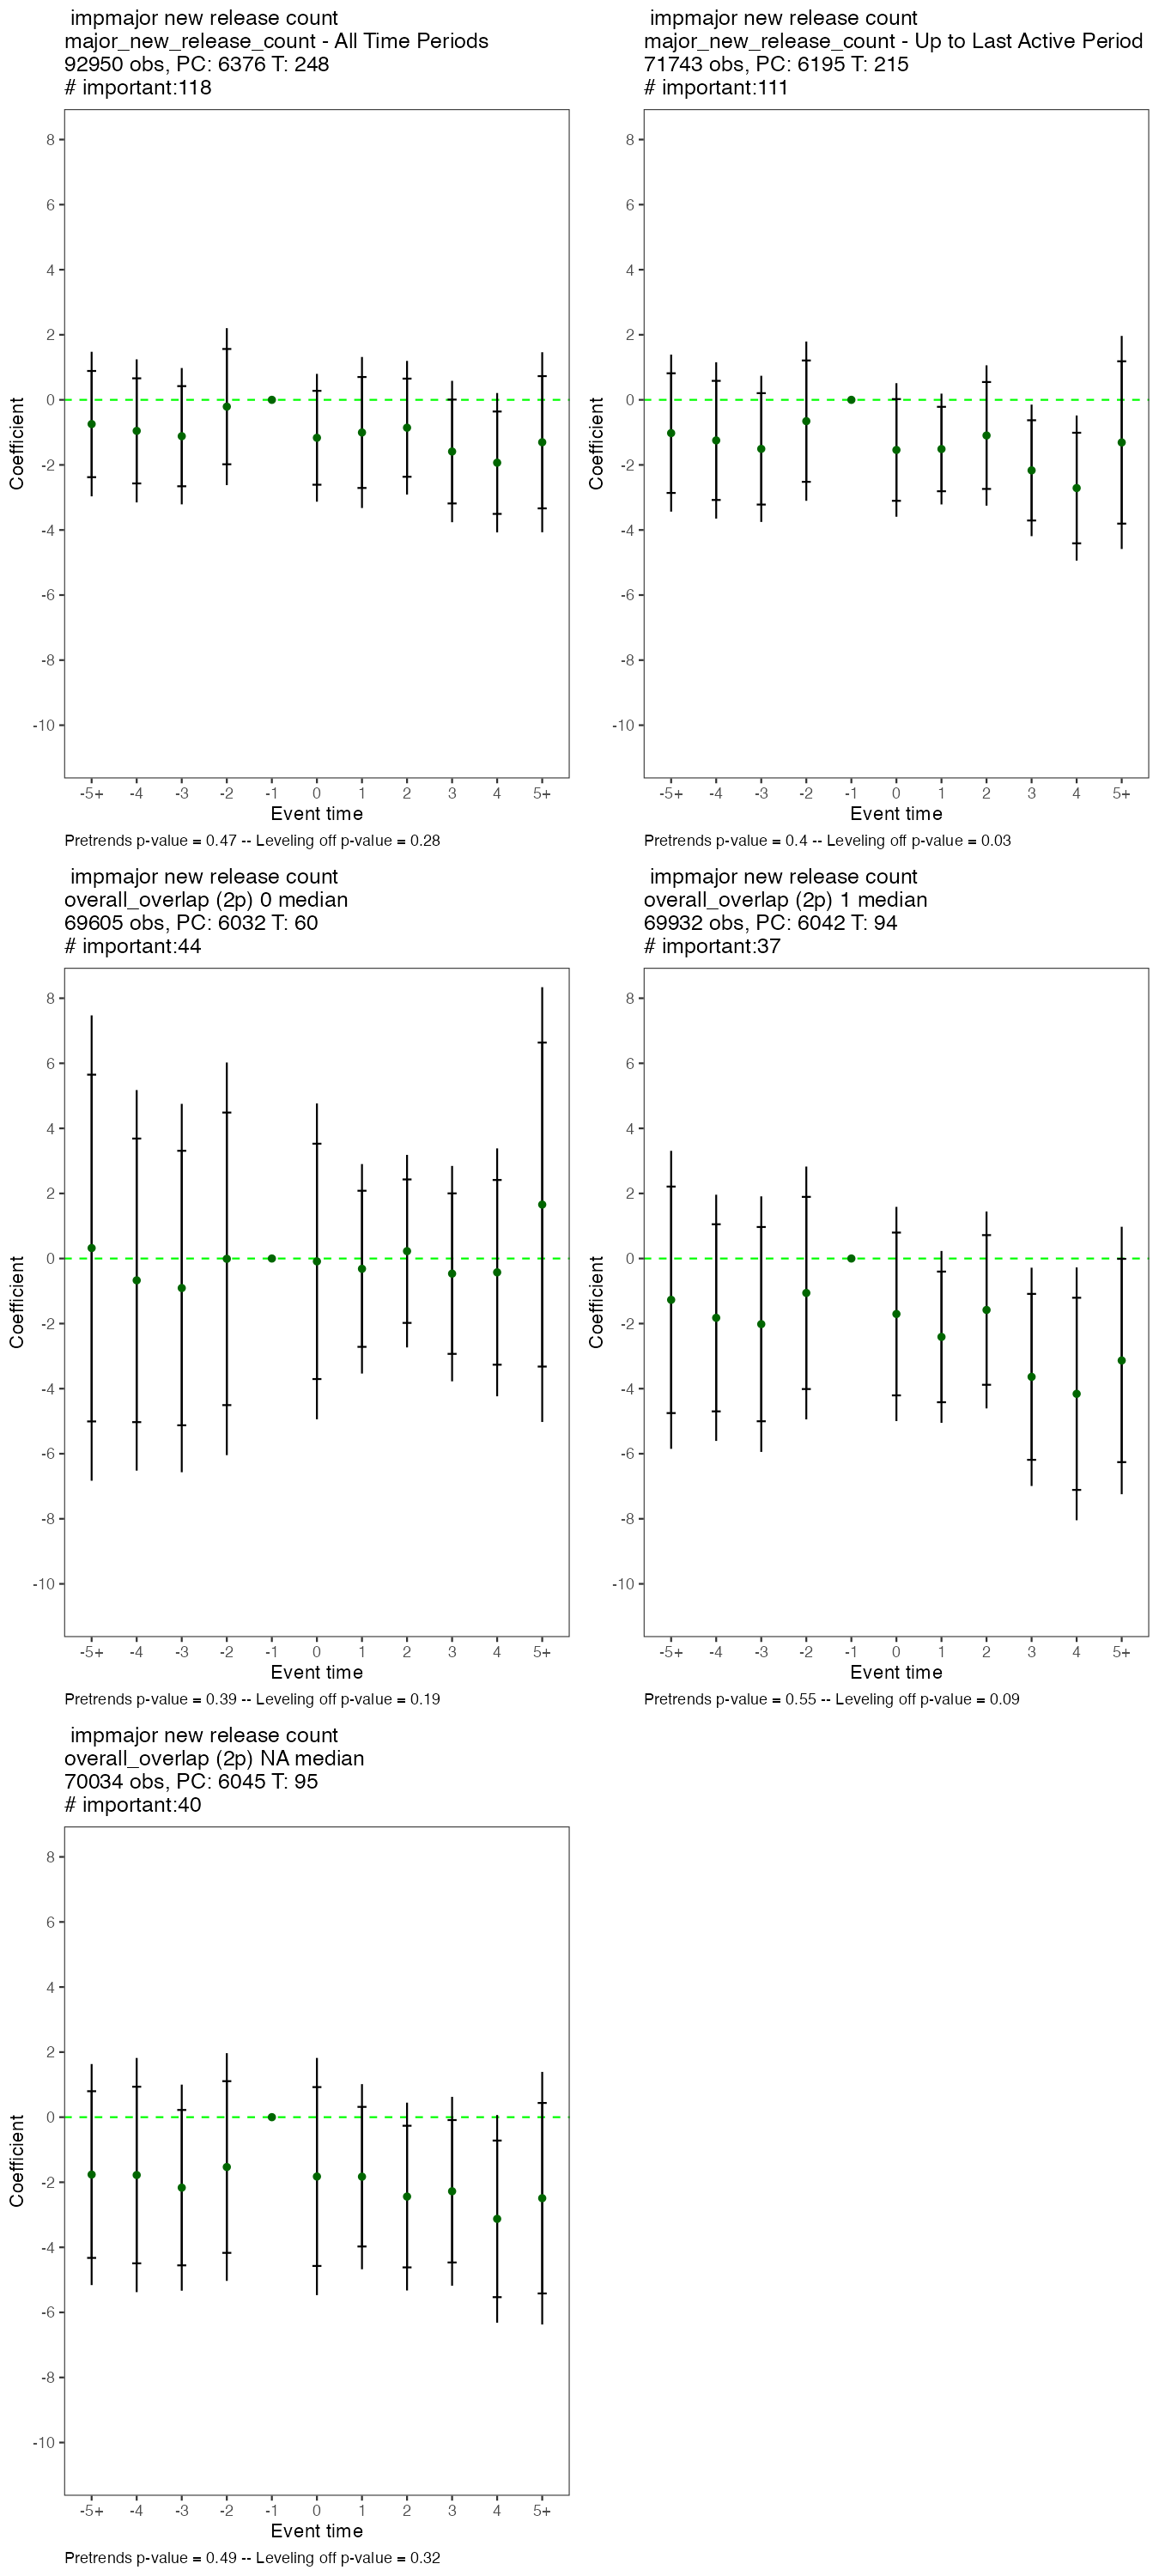 impmajor new release count
major_new_release_count - All Time Periods
92950 obs, PC: 6376 T: 248
# important:118
8
6
4
2
0
-2
-4
-6
-8
-10
Coefficient
-5+ -4 -3 -2 -1 0 1 2 3 4 5+
Event time
Pretrends p-value = 0.47 -- Leveling off p-value = 0.28
impmajor new release count
major_new_release_count - Up to Last Active Period
71743 obs, PC: 6195 T: 215
# important:111
8
6
4
2
0
-2
-4
-6
-8
-10
Coefficient
-5+ -4 -3 -2 -1 0 1 2 3 4 5+
Event time
Pretrends p-value = 0.4 -- Leveling off p-value = 0.03
impmajor new release count
overall_overlap (2p) 0 median
69605 obs, PC: 6032 T: 60
# important:44
8
6
4
2
0
-2
-4
-6
-8
-10
Coefficient
-5+ -4 -3 -2 -1 0 1 2 3 4 5+
Event time
Pretrends p-value = 0.39 -- Leveling off p-value = 0.19
impmajor new release count
overall_overlap (2p) 1 median
69932 obs, PC: 6042 T: 94
# important:37
8
6
4
2
0
-2
-4
-6
-8
-10
Coefficient
-5+ -4 -3 -2 -1 0 1 2 3 4 5+
Event time
Pretrends p-value = 0.55 -- Leveling off p-value = 0.09
impmajor new release count
overall_overlap (2p) NA median
70034 obs, PC: 6045 T: 95
# important:40
8
6
4
2
0
-2
-4
-6
-8
-10
Coefficient
-5+ -4 -3 -2 -1 0 1 2 3 4 5+
Event time
Pretrends p-value = 0.49 -- Leveling off p-value = 0.32